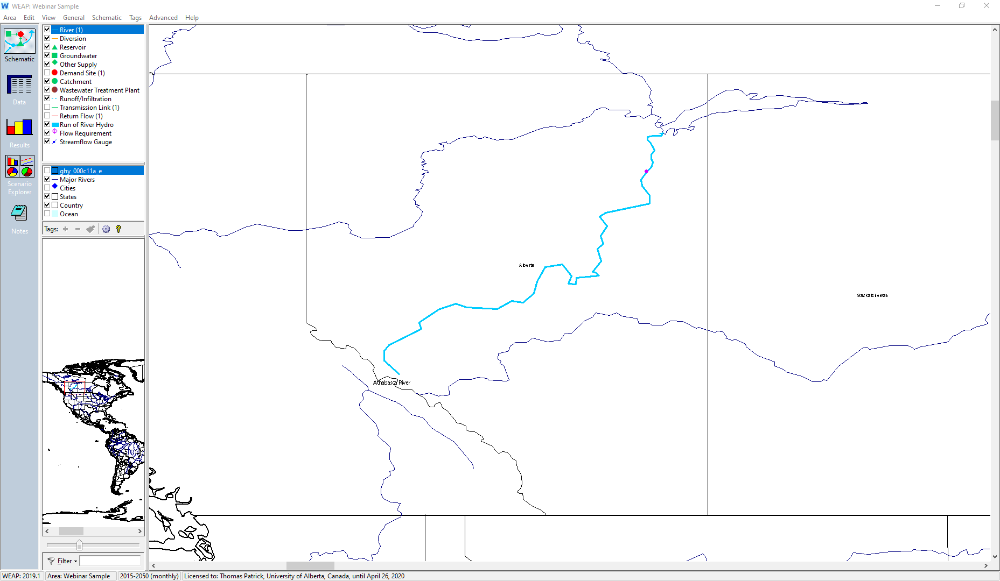 WEAP: Webinar Sample
Area Edit View General Schematic Tags Advanced Help
Schematic
Data
Results
Scenario
Explorer
Notes
River (1)
Diversion
Reservoir
Groundwater
Other Supply
Demand Site (1)
Catchment
Wastewater Treatment Plant
Runoff/Infiltration
Transmission Link (1)
Return Flow (1)
Run of River Hydro
Flow Requirement
Streamflow Gauge
ghy_000c11a_e
Major Rivers
Cities
States
Country
Ocean
Tags:
Filter
Alberta
Saskatchewan
Athabasca River
WEAP: 2019.1 Area: Webinar Sample 2015-2050 (monthly) Licensed to: Thomas Patrick, University of Alberta, Canada, until April 26, 2020